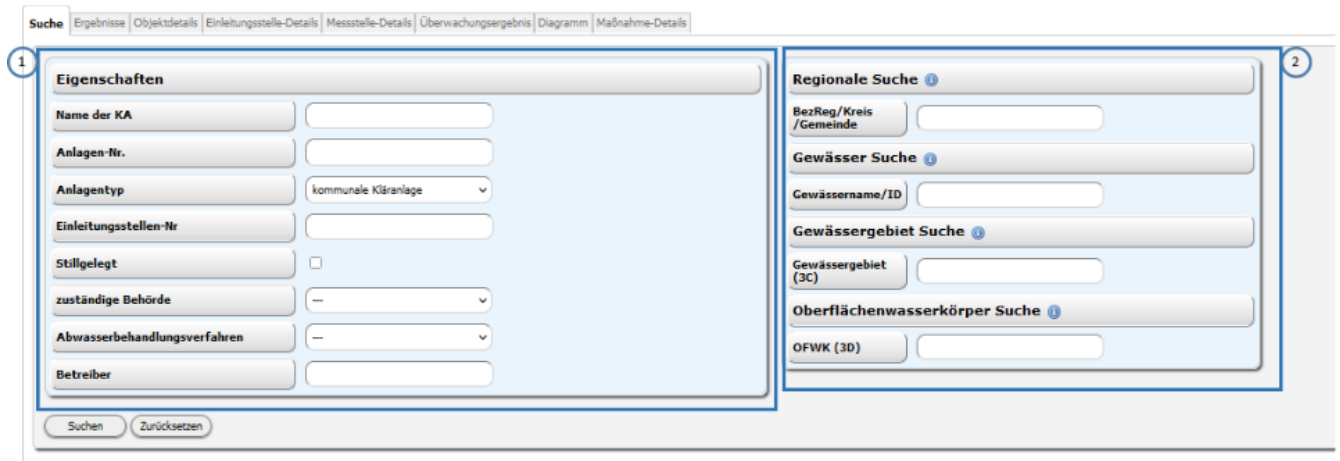 Suche Ergebnisse Objektdetails Einleitungsstelle-Details Messstelle-Details Überwachungsergebnis Diagramm Maßnahme-Details
1
Eigenschaften
Name der KA
Anlagen-Nr.
Anlagentyp kommunale Kläranlage
Einleitungsstellen-Nr
Stillgelegt
zuständige Behörde ---
Abwasserbehandlungsverfahren ---
Betreiber
2
Regionale Suche
BezReg/Kreis
/Gemeinde
Gewässer Suche
Gewässername/ID
Gewässergebiet Suche
Gewässergebiet
(3C)
Oberflächenwasserkörper Suche
OFWK (3D)
Suchen Zurücksetzen